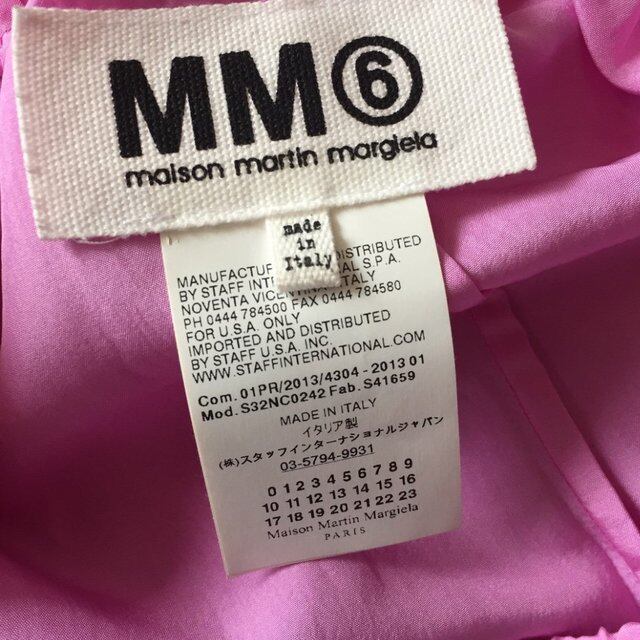 MM⑥
maison martin margiela
made
in
Italy
MANUFACTUR DISTRIBUTED
BY STAFF INTE AL S.P.A.
NOVENTA VICEN ITALY
PH 0444 784500 FAX 0444 784580
FOR U.S.A. ONLY
IMPORTED AND DISTRIBUTED
BY STAFF U.S.A. INC.
WWW.STAFFINTERNATIONAL.COM
Com. 01PR/2013/4304 - 2013 01
Mod. S32NC0242 Fab. S41659
MADE IN ITALY
イタリア製
(株)スタッフインターナショナルジャパン
03-5794-9931
0 1 2 3 4 5 6 7 8 9
10 11 12 13 14 15 16
17 18 19 20 21 22 23
Maison Martin Margiela
PARIS